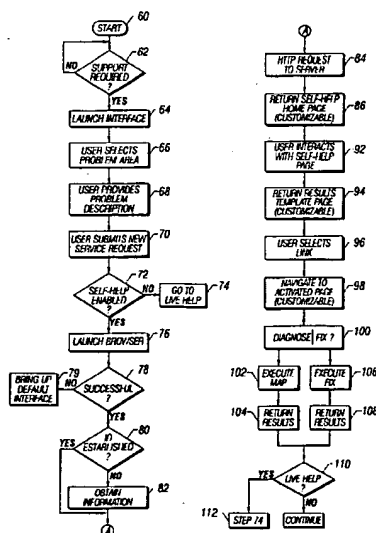 60
START
62
SUPPORT
REQUIRED
?
NO
YES
64
LAUNCH INTERFACE
66
USER SELECTS
PROBLEM AREA
68
USER PROVIDES
PROBLEM
DESCRIPTION
70
USER SUBMITS NEW
SERVICE REQUEST
72
SELF-HELP
ENABLED
?
NO
74
GO TO
LIVE HELP
YES
76
LAUNCH BROWSER
78
SUCCESSFUL
?
NO
79
BRING UP
DEFAULT
INTERFACE
YES
80
ID
ESTABLISHED
?
YES
NO
82
OBTAIN
INFORMATION
A
A
84
HTTP REQUEST
TO SERVER
86
RETURN SELF-HELP
HOME PAGE
(CUSTOMIZABLE)
92
USER INTERACTS
WITH SELF-HELP
PAGE
94
RETURN RESULTS
TEMPLATE PAGE
(CUSTOMIZABLE)
96
USER SELECTS
LINK
98
NAVIGATE TO
ACTIVATED PAGE
(CUSTOMIZABLE)
100
DIAGNOSE FIX ?
102
EXECUTE
MAP
106
EXECUTE
FIX
104
RETURN
RESULTS
108
RETURN
RESULTS
110
LIVE HELP
?
YES
NO
112
STEP 74
CONTINUE